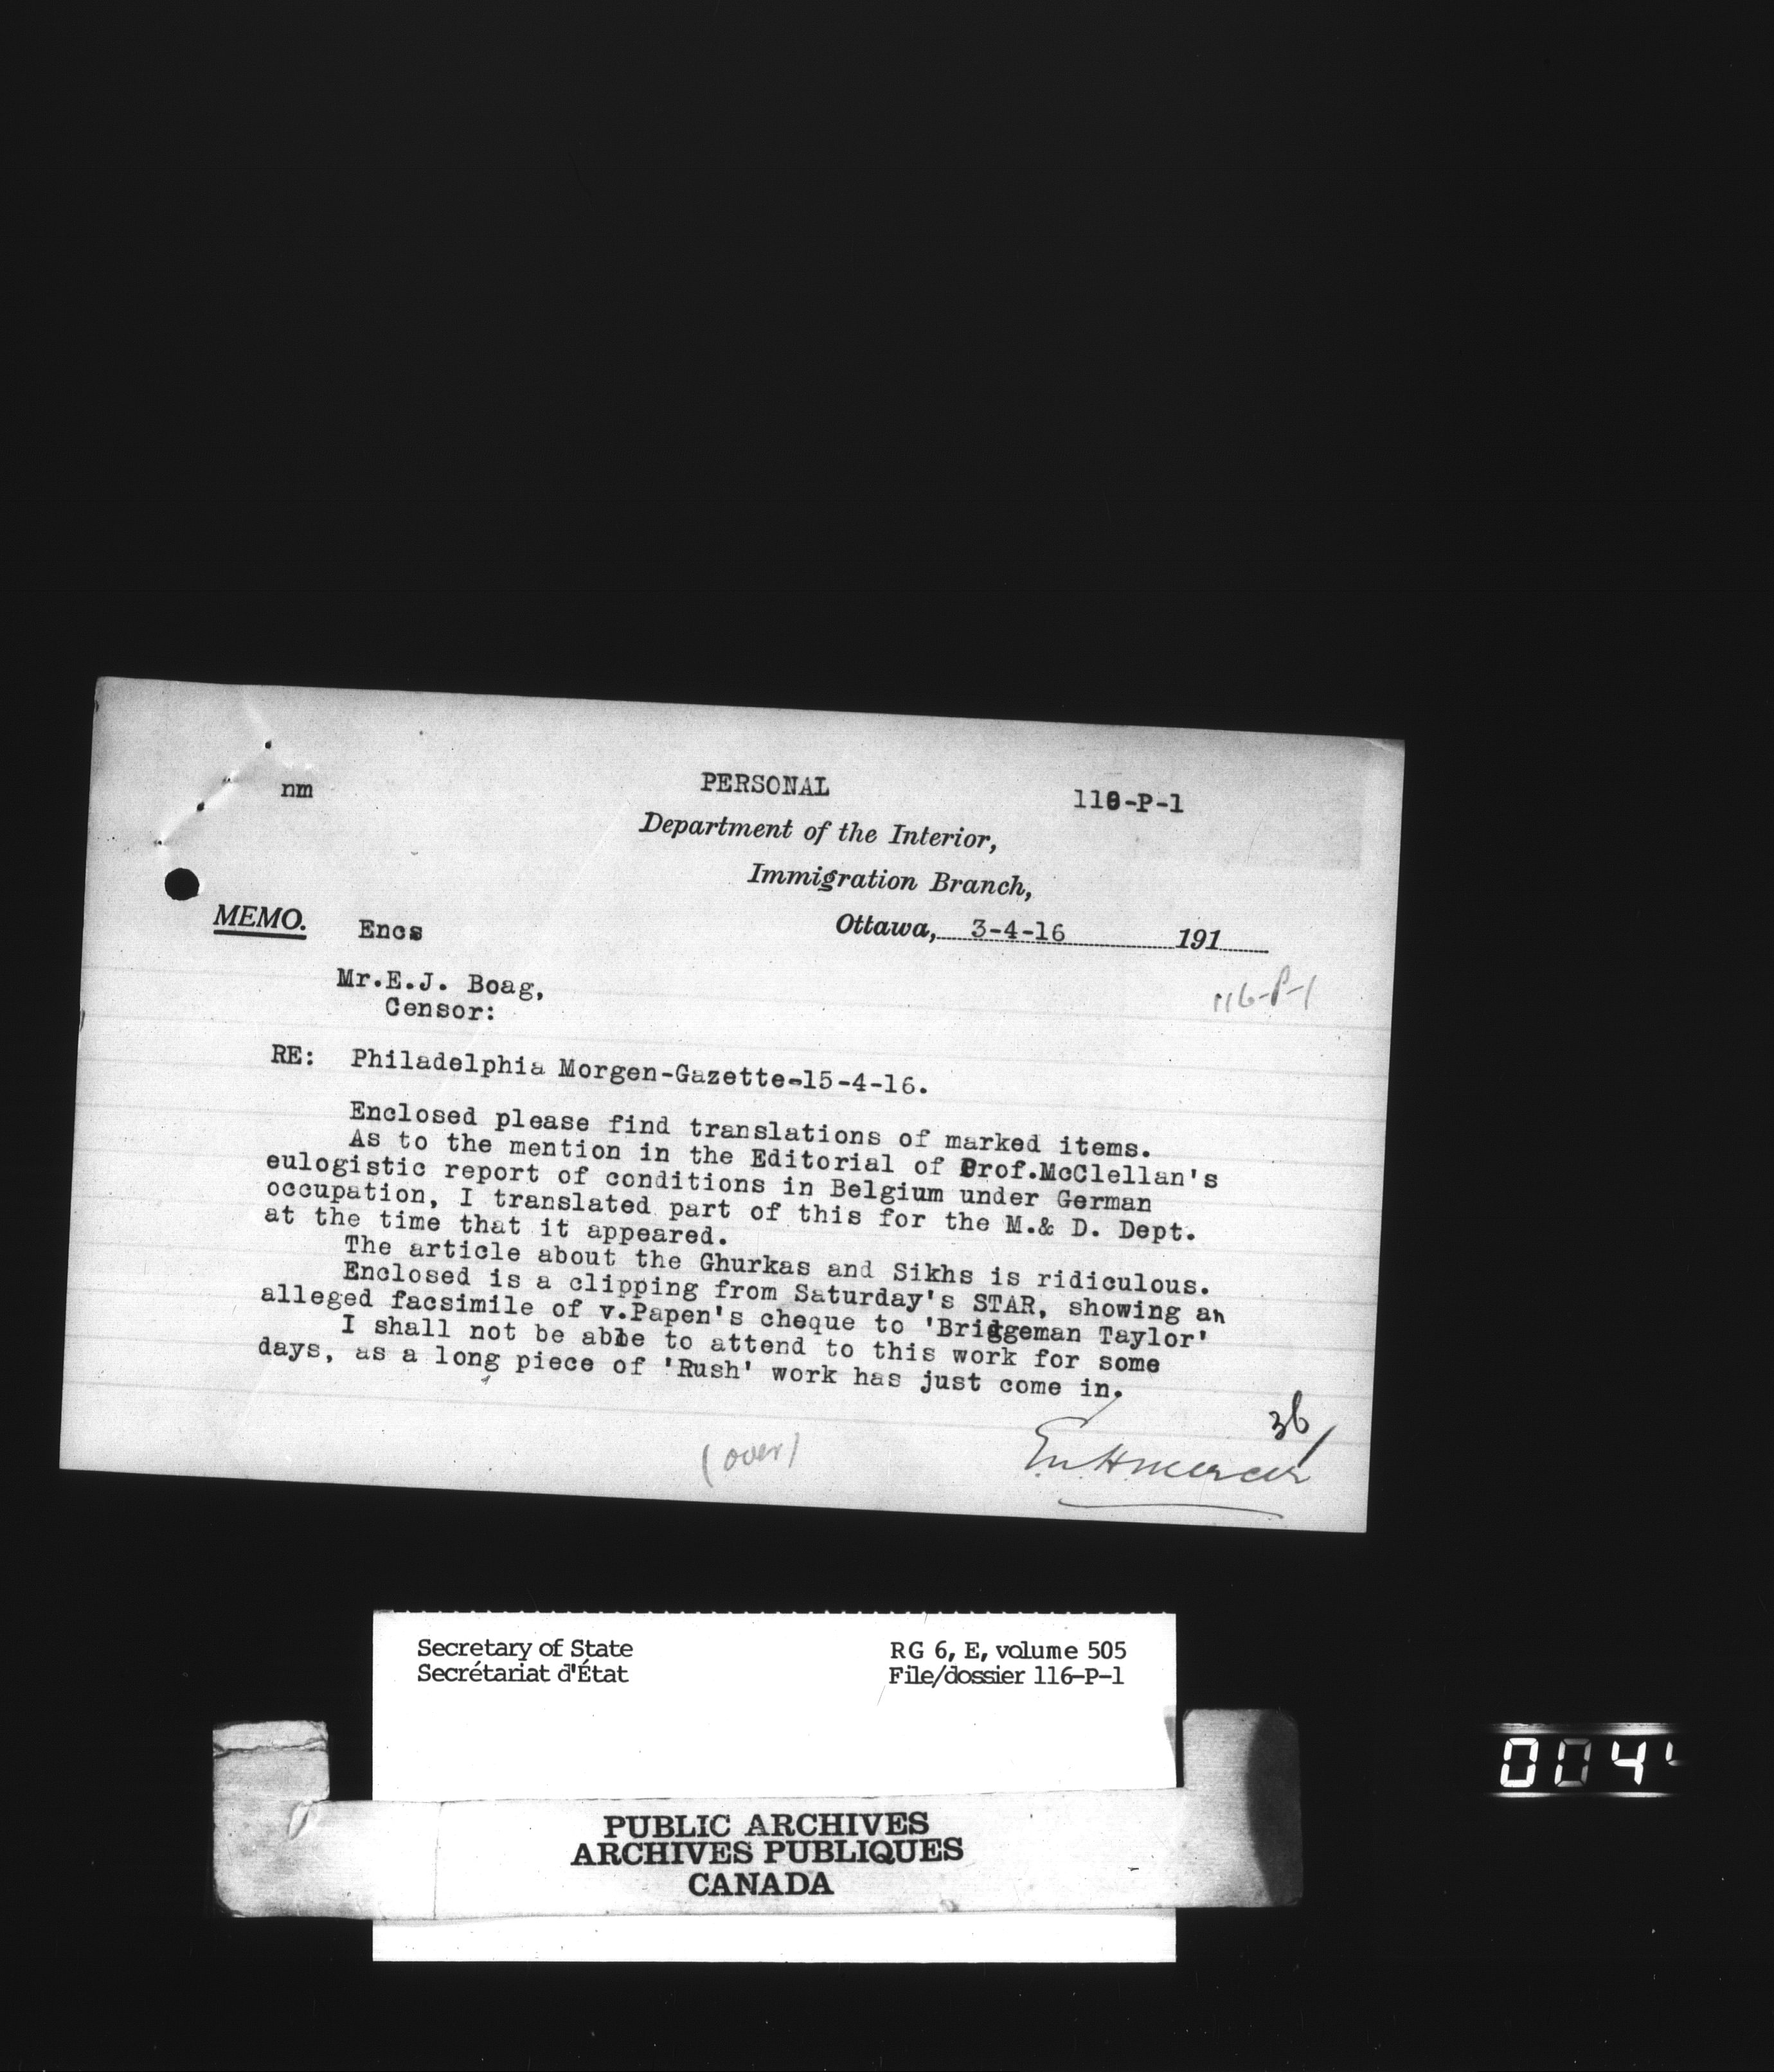 nm
PERSONAL
110-P-1
Department of the Interior,
Immigration Branch,
MEMO. Encs
Ottawa, 3-4-16 191
116-P-1
Mr.E.J. Boag,
Censor:
RE: Philadelphia Morgen-Gazette-15-4-16.
Enclosed please find translations of marked items.
As to the mention in the Editorial of Prof.McClellan's
eulogistic report of conditions in Belgium under German
occupation, I translated part of this for the M.& D. Dept.
at the time that it appeared.
The article about the Ghurkas and Sikhs is ridiculous.
Enclosed is a clipping from Saturday's STAR, showing an
alleged facsimile of v.Papen's cheque to 'Bridgeman Taylor'
I shall not be able to attend to this work for some
days, as a long piece of 'Rush' work has just come in.
36/
(over)
Secretary of State
Secrétariat d'État
RG 6, E, volume 505
File/dossier 116-P-1
PUBLIC ARCHIVES
ARCHIVES PUBLIQUES
CANADA
004